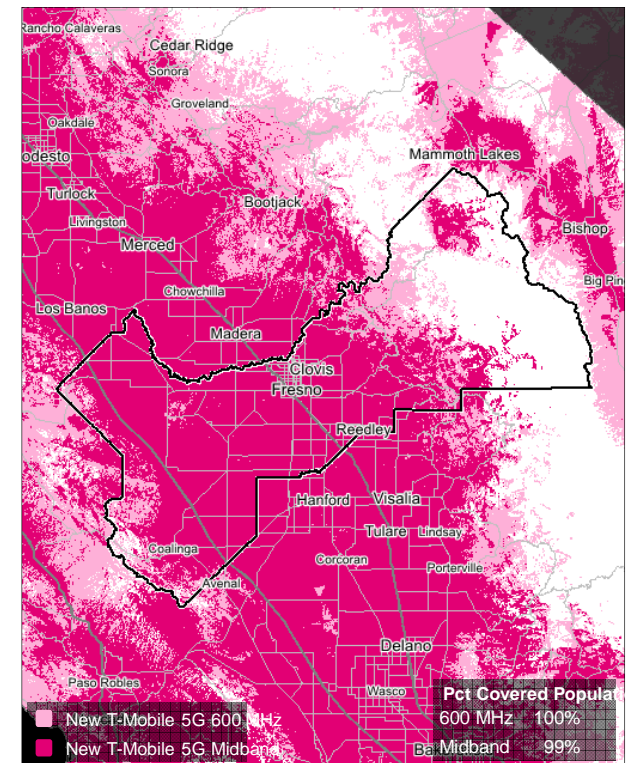 Rancho Calaveras
Cedar Ridge
Sonora
Groveland
Oakdale
odesto
Mammoth Lakes
Turlock
Bootjack
Livingston
Bishop
Merced
Big Pin
Chowchilla
Los Banos
Madera
Clovis
Fresno
Reedley
Hanford
Visalia
Tulare
Lindsay
Coalinga
Corcoran
Porterville
Avenal
Delano
Paso Robles
Wasco
Pct Covered Populati
New T-Mobile 5G 600 MHz
600 MHz 100%
New T-Mobile 5G Midband
Midband 99%
Bak